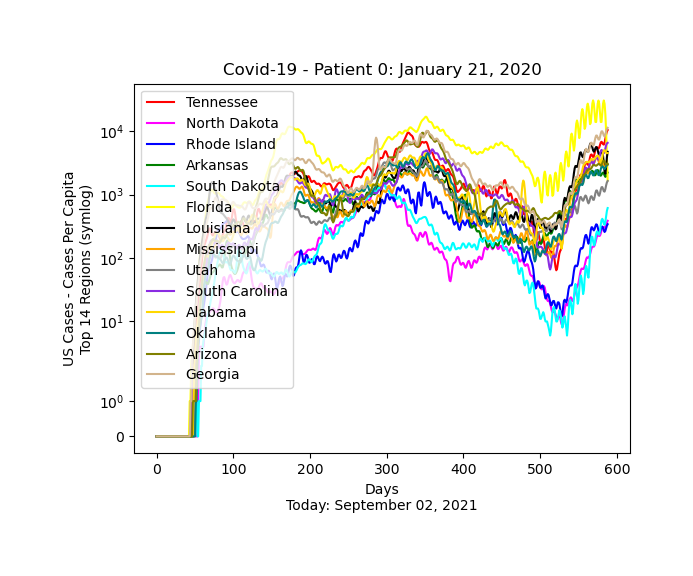 Covid-19 - Patient 0: January 21, 2020
US Cases - Cases Per Capita
Top 14 Regions (symlog)
10^4
10^3
10^2
10^1
10^0
0
Tennessee
North Dakota
Rhode Island
Arkansas
South Dakota
Florida
Louisiana
Mississippi
Utah
South Carolina
Alabama
Oklahoma
Arizona
Georgia
0 100 200 300 400 500 600
Days
Today: September 02, 2021